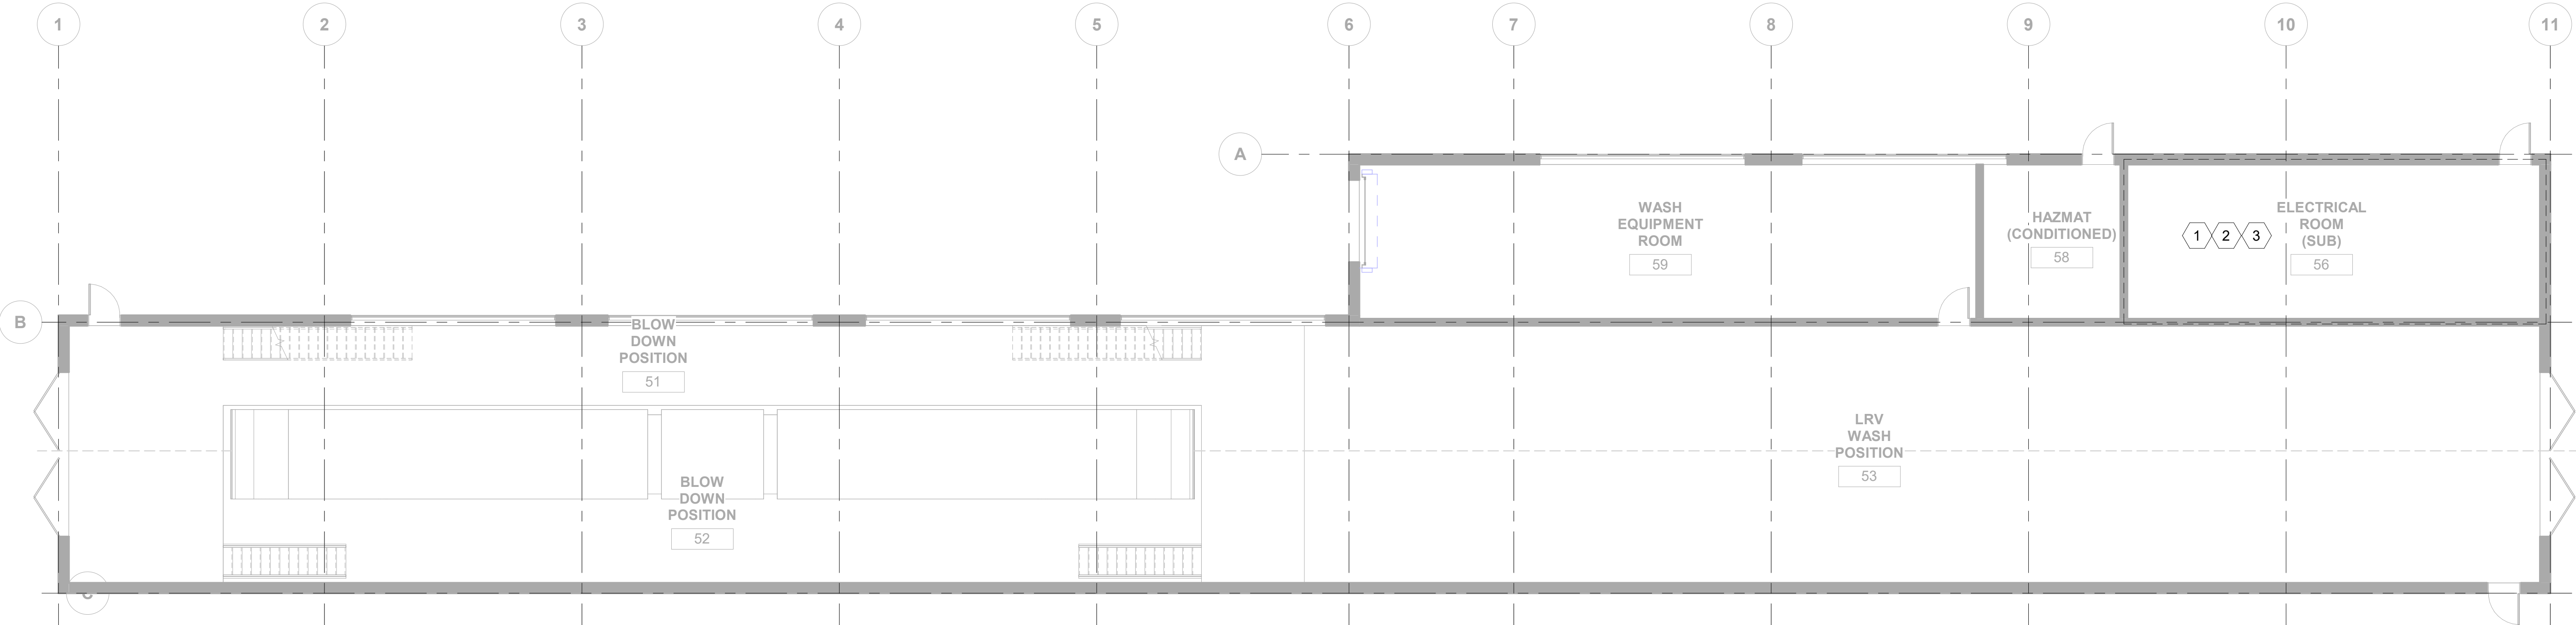 1
2
3
4
5
6
7
8
9
10
11
A
B
WASH
EQUIPMENT
ROOM
59
HAZMAT
(CONDITIONED)
58
1 2 3
ELECTRICAL
ROOM
(SUB)
56
BLOW
DOWN
POSITION
51
BLOW
DOWN
POSITION
52
LRV
WASH
POSITION
53